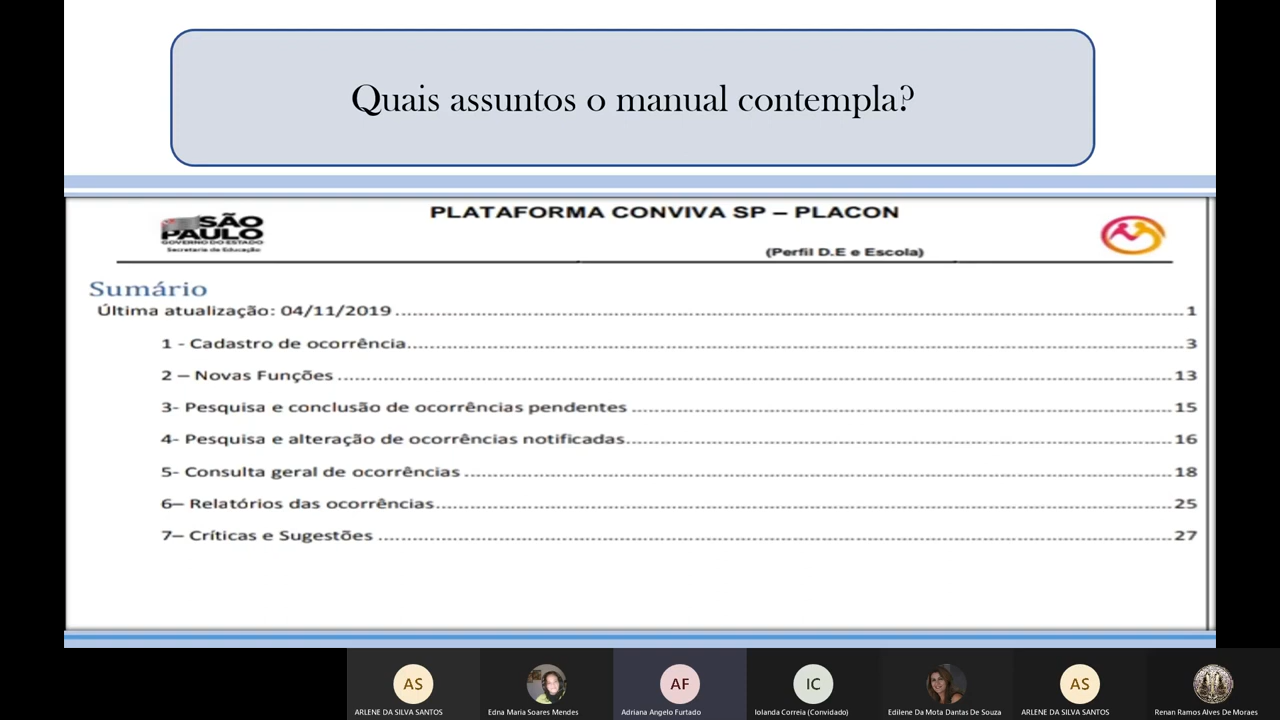 Quais assuntos o manual contempla?
SÃO PAULO
GOVERNO DO ESTADO
Secretaria de Educação
PLATAFORMA CONVIVA SP – PLACON
(Perfil D.E e Escola)
Sumário
Última atualização: 04/11/2019 1
1 - Cadastro de ocorrência 3
2 – Novas Funções 13
3- Pesquisa e conclusão de ocorrências pendentes 15
4- Pesquisa e alteração de ocorrências notificadas 16
5- Consulta geral de ocorrências 18
6– Relatórios das ocorrências 25
7– Críticas e Sugestões 27
AS AF IC AS
ARLENE DA SILVA SANTOS Edna Maria Soares Mendes Adriana Angelo Furtado Iolanda Correia (Convidado) Edilene Da Mota Dantas De Souza ARLENE DA SILVA SANTOS Renan Ramos Alves De Moraes